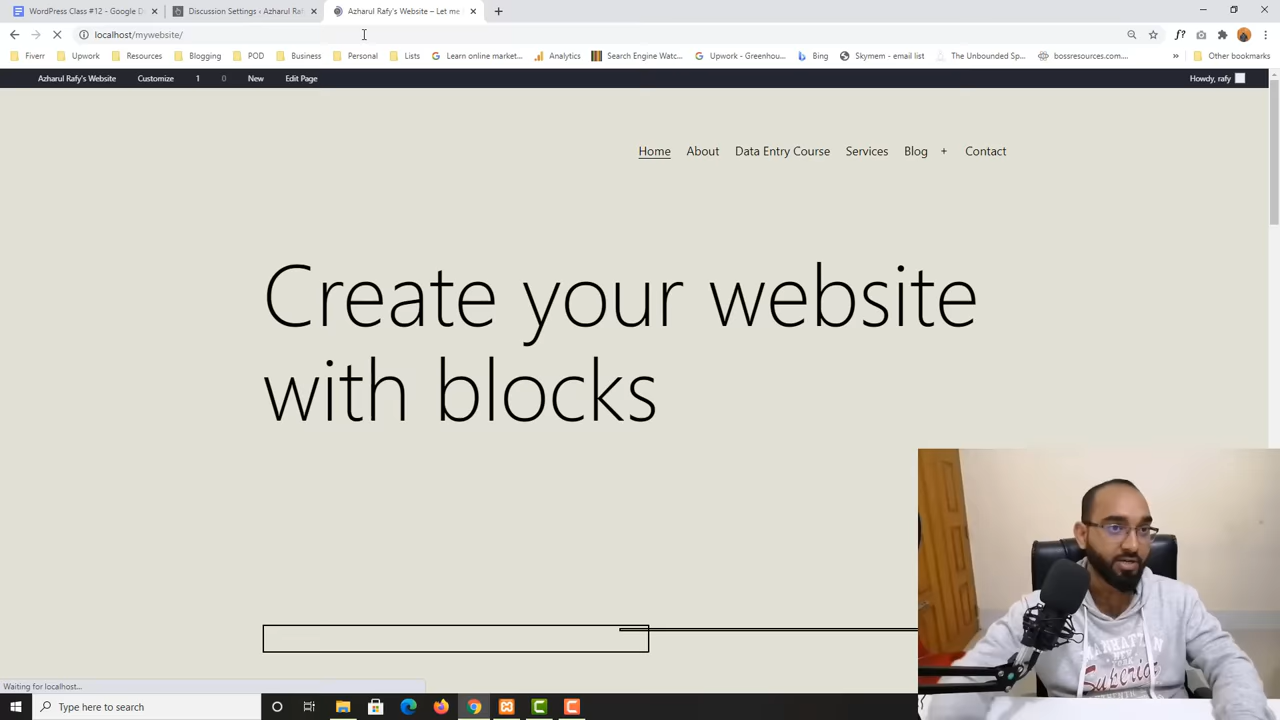 WordPress Class #12 - Google D
Discussion Settings ‹ Azharul Raf
Azharul Rafy's Website – Let me
localhost/mywebsite/
Fiverr
Upwork
Resources
Blogging
POD
Business
Personal
Lists
Learn online market...
Analytics
Search Engine Watc...
Upwork - Greenhou...
Bing
Skymem - email list
The Unbounded Sp...
bossresources.com...
»
Other bookmarks
Azharul Rafy's Website
Customize
1
0
New
Edit Page
Howdy, rafy
Home
About
Data Entry Course
Services
Blog
+
Contact
Create your website
with blocks
MANHATTAN
Superior
Waiting for localhost...
Type here to search